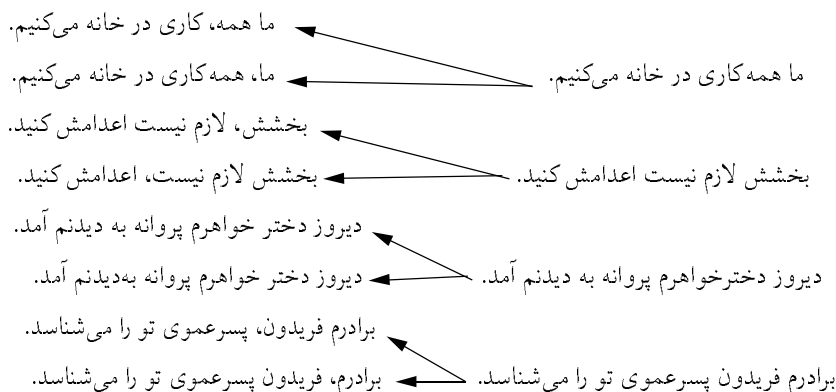 ما همه، کاری در خانه می‌کنیم.
ما همه‌کاری در خانه می‌کنیم.
ما، همه‌کاری در خانه می‌کنیم.
بخشش، لازم نیست اعدامش کنید.
بخشش لازم نیست اعدامش کنید.
بخشش لازم نیست، اعدامش کنید.
دیروز دختر خواهرم پروانه به دیدنم آمد.
دیروز دخترخواهرم پروانه به دیدنم آمد.
دیروز دختر خواهرم پروانه به‌دیدنم آمد.
برادرم فریدون، پسرعموی تو را می‌شناسد.
برادرم فریدون پسرعموی تو را می‌شناسد.
برادرم، فریدون پسرعموی تو را می‌شناسد.